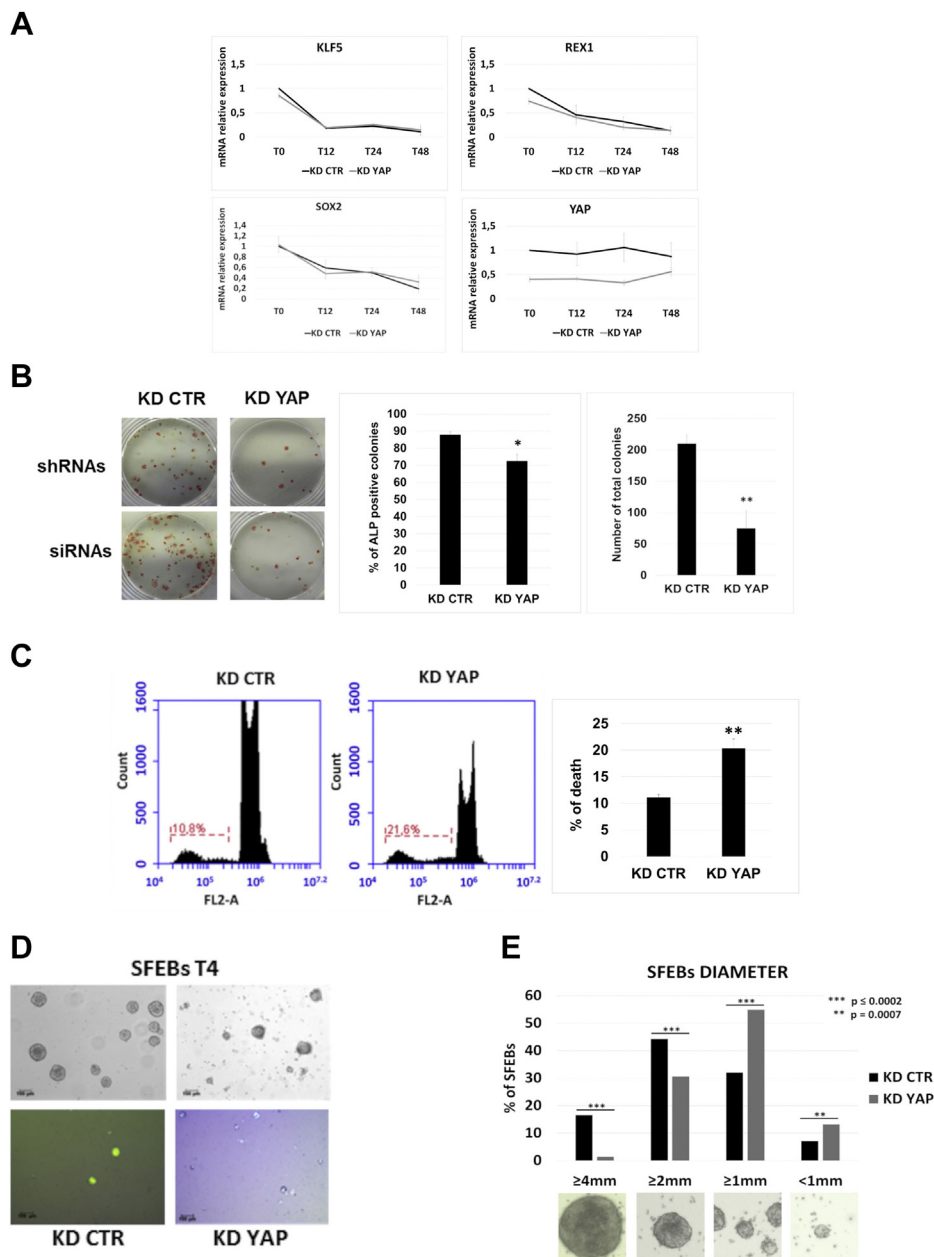 A
KLF5
mRNA relative expression
1,5
1
0,5
0
T0 T12 T24 T48
KD CTR KD YAP
REX1
mRNA relative expression
1,5
1
0,5
0
T0 T12 T24 T48
KD CTR KD YAP
SOX2
mRNA relative expression
1,4
1,2
1
0,8
0,6
0,4
0,2
0
T0 T12 T24 T48
KD CTR KD YAP
YAP
mRNA relative expression
1,5
1
0,5
0
T0 T12 T24 T48
KD CTR KD YAP
B
KD CTR KD YAP
shRNAs
siRNAs
% of ALP positive colonies
100
90
80
70
60
50
40
30
20
10
0
*
KD CTR KD YAP
Number of total colonies
250
200
150
100
50
0
**
KD CTR KD YAP
C
KD CTR
Count
1600
1000
500
0
10,8%
10⁴ 10⁵ 10⁶ 10⁷·²
FL2-A
KD YAP
Count
1600
1000
500
0
21,6%
10⁴ 10⁵ 10⁶ 10⁷·²
FL2-A
% of death
25
20
15
10
5
0
**
KD CTR KD YAP
D
SFEBs T4
KD CTR KD YAP
E
SFEBs DIAMETER
% of SFEBs
60
50
40
30
20
10
0
*** *** *** **
*** p ≤ 0.0002
** p = 0.0007
KD CTR
KD YAP
≥4mm ≥2mm ≥1mm <1mm